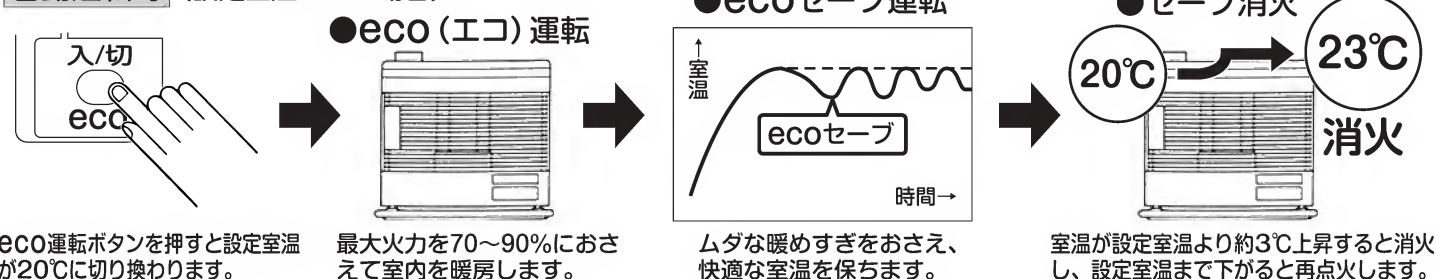 ●ecoセーブ運転
●セーブ消火
入/切
eco
●eco（エコ）運転
↑室温
ecoセーブ
時間→
20℃
23℃
消火
eco運転ボタンを押すと設定室温
が20℃に切り換わります。
最大火力を70～90%におさ
えて室内を暖房します。
ムダな暖めすぎをおさえ、
快適な室温を保ちます。
室温が設定室温より約3℃上昇すると消火
し、設定室温まで下がると再点火します。